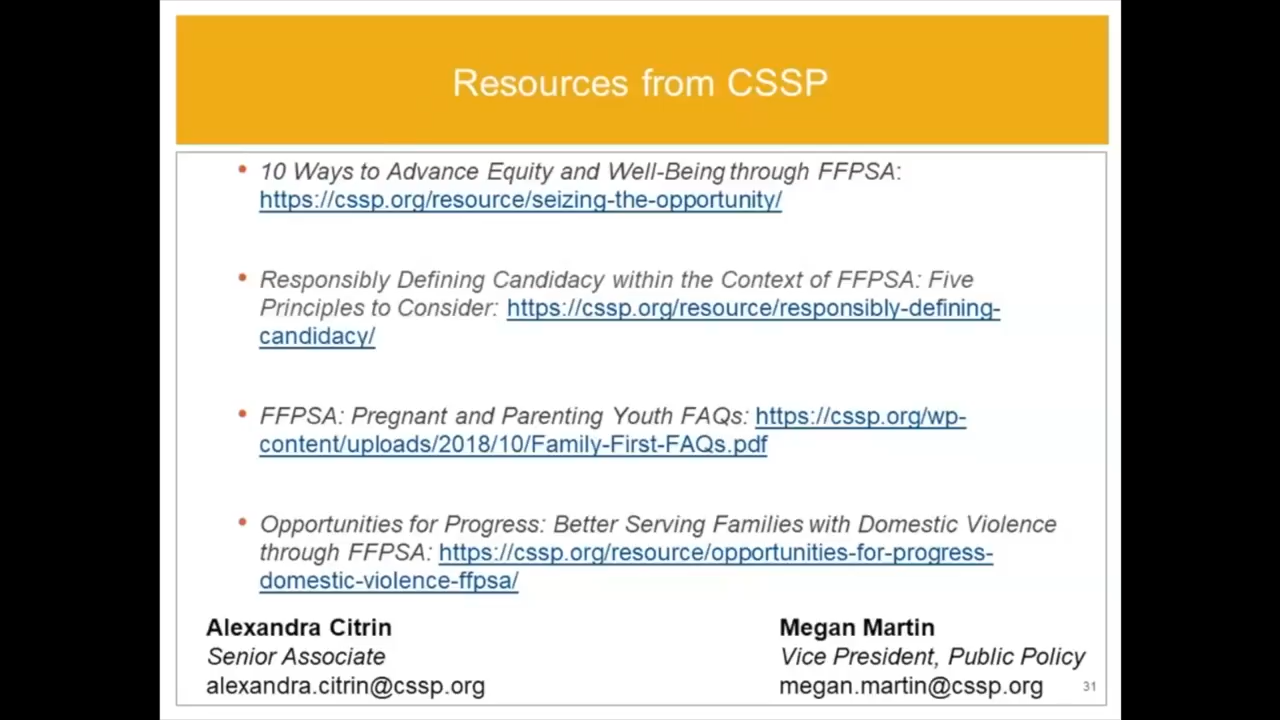 Resources from CSSP
• 10 Ways to Advance Equity and Well-Being through FFPSA:
https://cssp.org/resource/seizing-the-opportunity/
• Responsibly Defining Candidacy within the Context of FFPSA: Five
Principles to Consider: https://cssp.org/resource/responsibly-defining-
candidacy/
• FFPSA: Pregnant and Parenting Youth FAQs: https://cssp.org/wp-
content/uploads/2018/10/Family-First-FAQs.pdf
• Opportunities for Progress: Better Serving Families with Domestic Violence
through FFPSA: https://cssp.org/resource/opportunities-for-progress-
domestic-violence-ffpsa/
Alexandra Citrin
Senior Associate
alexandra.citrin@cssp.org
Megan Martin
Vice President, Public Policy
megan.martin@cssp.org
31